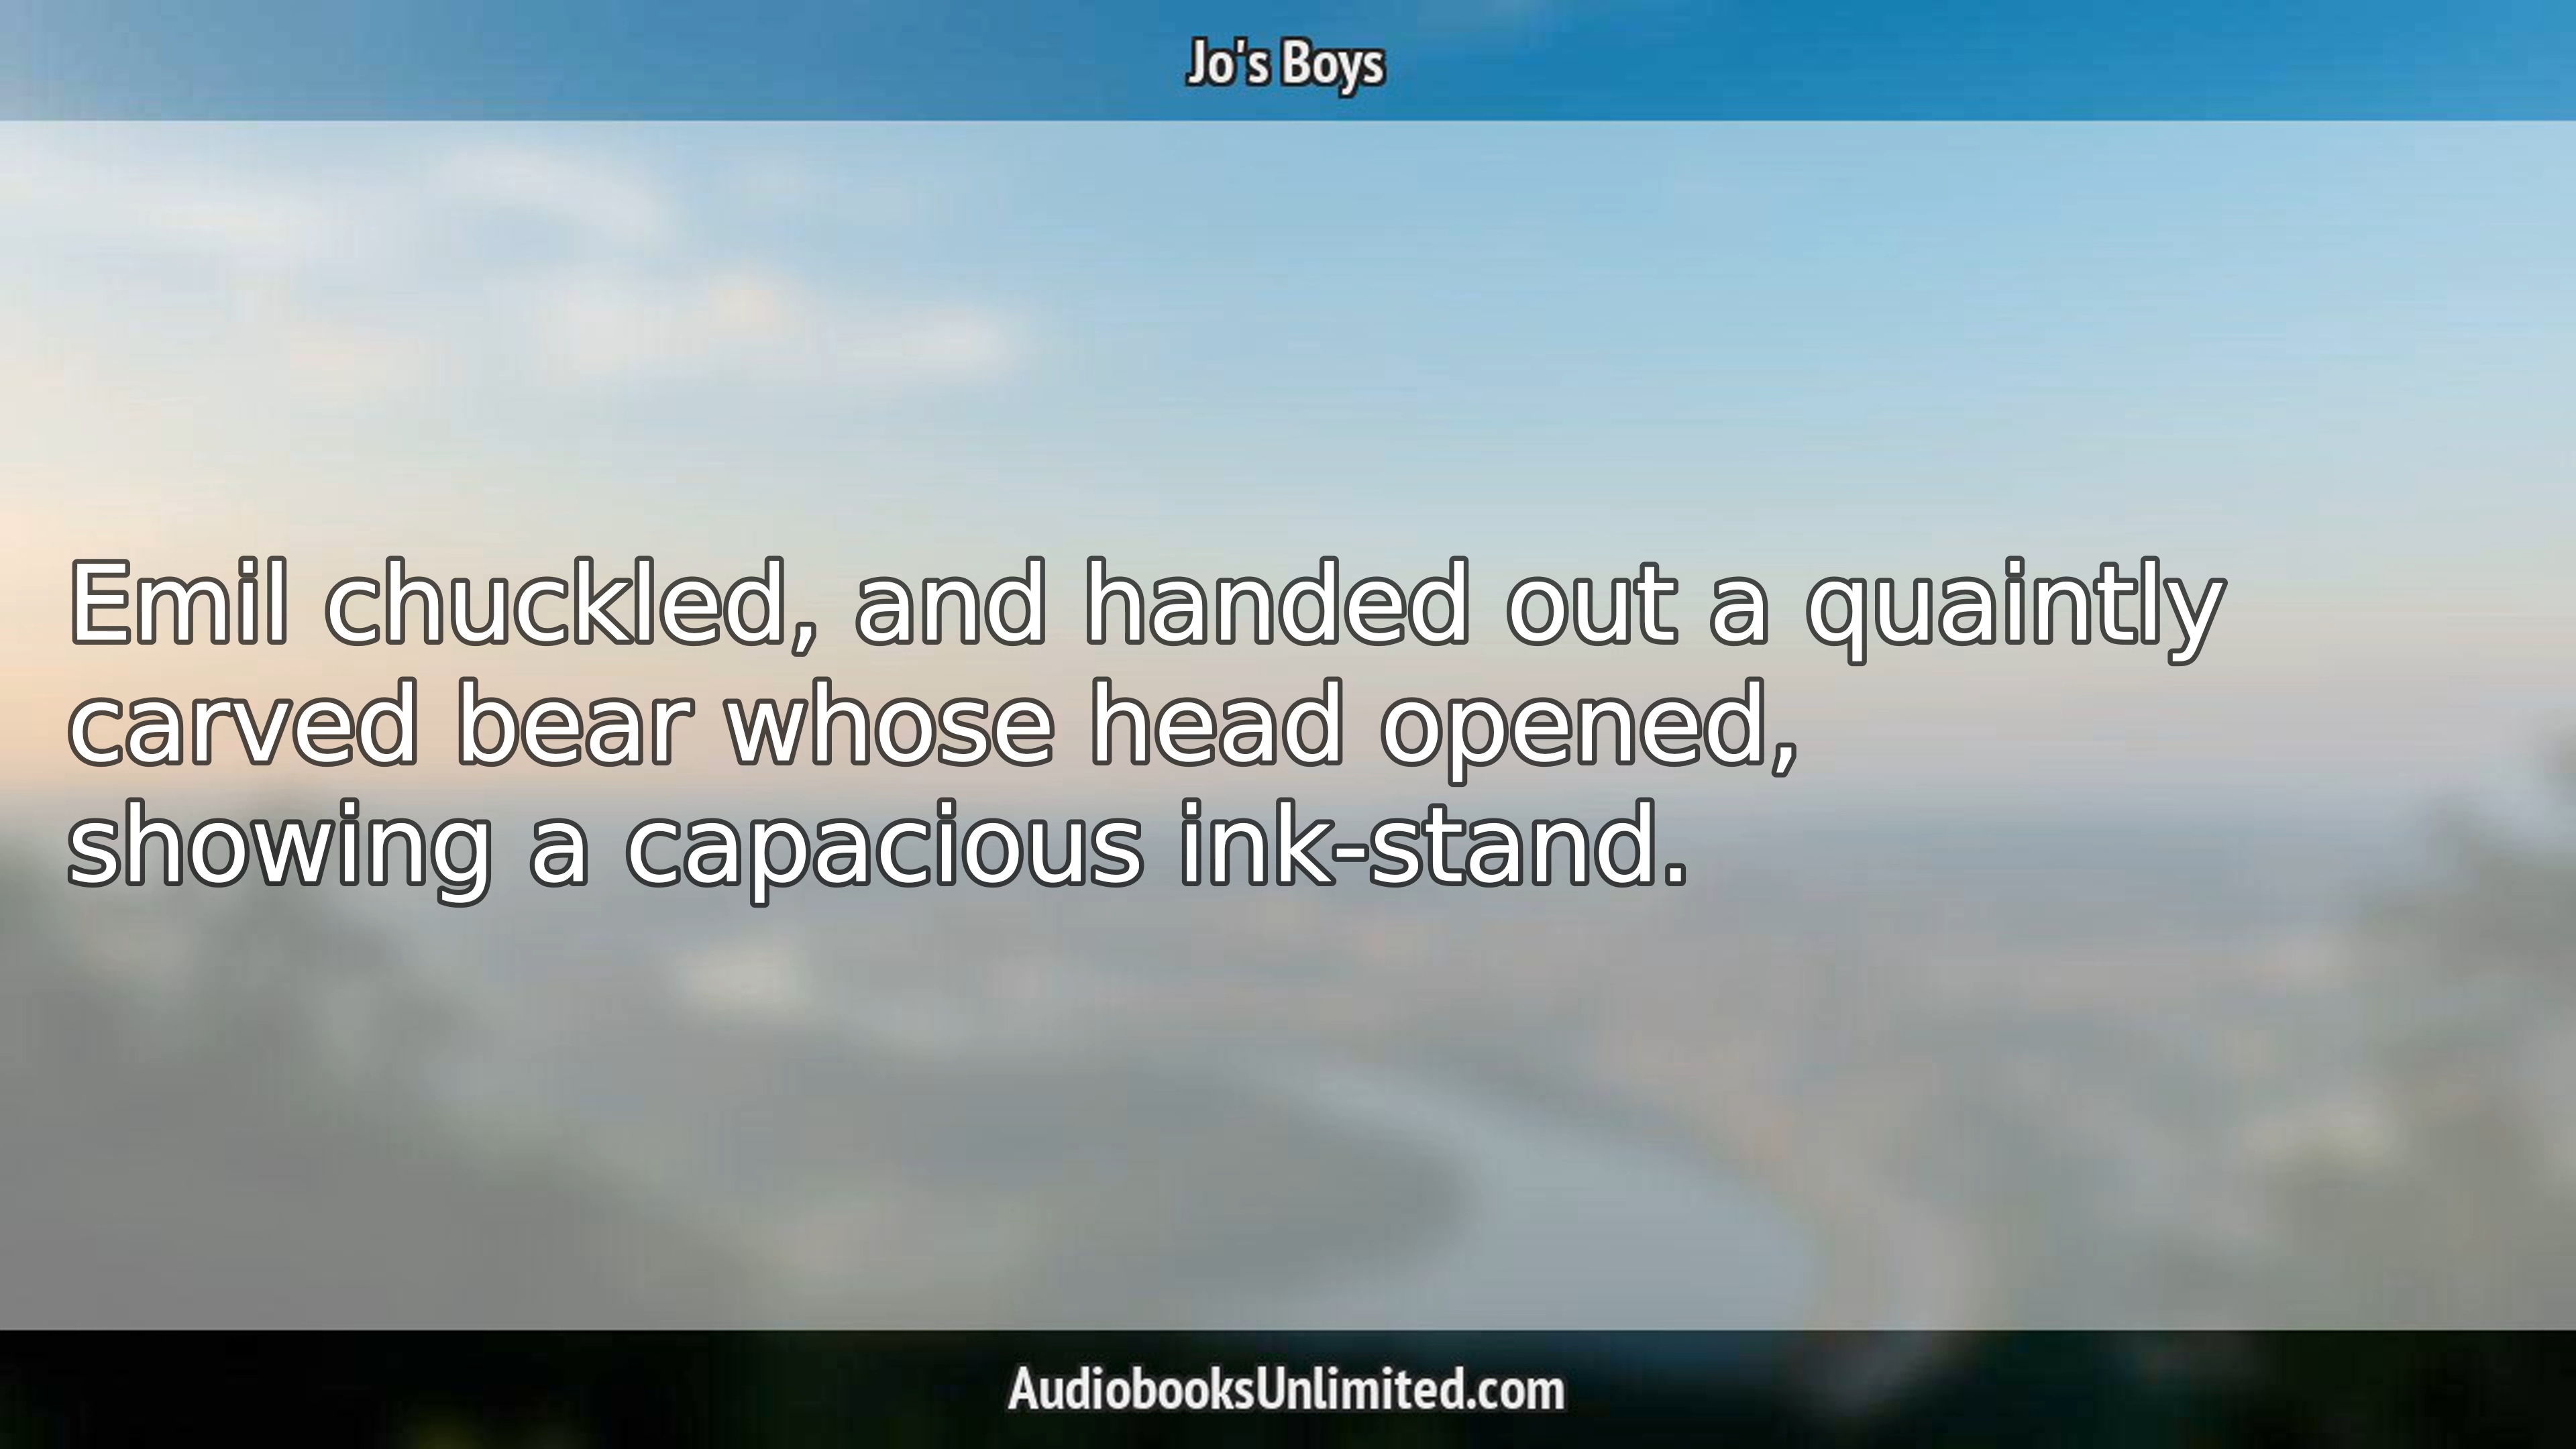 Jo's Boys
Emil chuckled, and handed out a quaintly
carved bear whose head opened,
showing a capacious ink-stand.
AudiobooksUnlimited.com